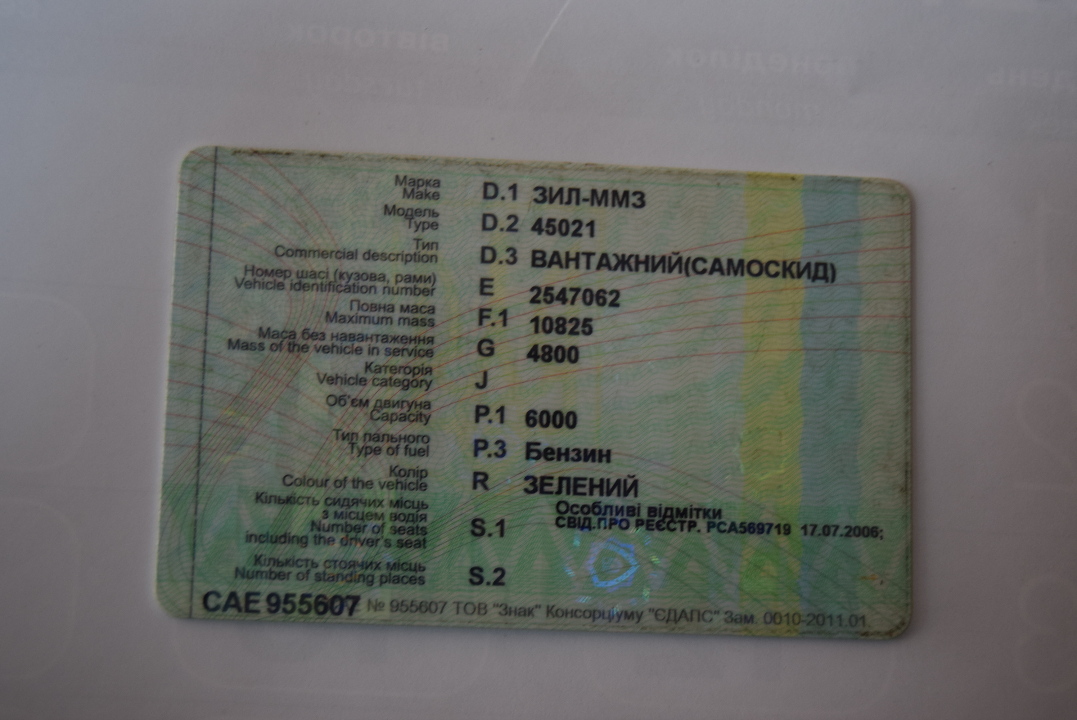 Марка
Make D.1 ЗИЛ-ММЗ
Модель
Type D.2 45021
Тип
Commercial description D.3 ВАНТАЖНИЙ(САМОСКИД)
Номер шасі (кузова, рами)
Vehicle identification number E 2547062
Повна маса
Maximum mass F.1 10825
Маса без навантаження
Mass of the vehicle in service G 4800
Категорія
Vehicle category J
Об'єм двигуна
Capacity P.1 6000
Тип пального
Type of fuel P.3 Бензин
Колір
Colour of the vehicle R ЗЕЛЕНИЙ
Кількість сидячих місць
з місцем водія
Number of seats
including the driver's seat S.1
Особливі відмітки
СВІД.ПРО РЕЄСТР. РСА569719 17.07.2006;
Кількість стоячих місць
Number of standing places S.2
САЕ 955607 № 955607 ТОВ "Знак" Консорціуму "ЄДАПС" Зам. 0010-2011.01.